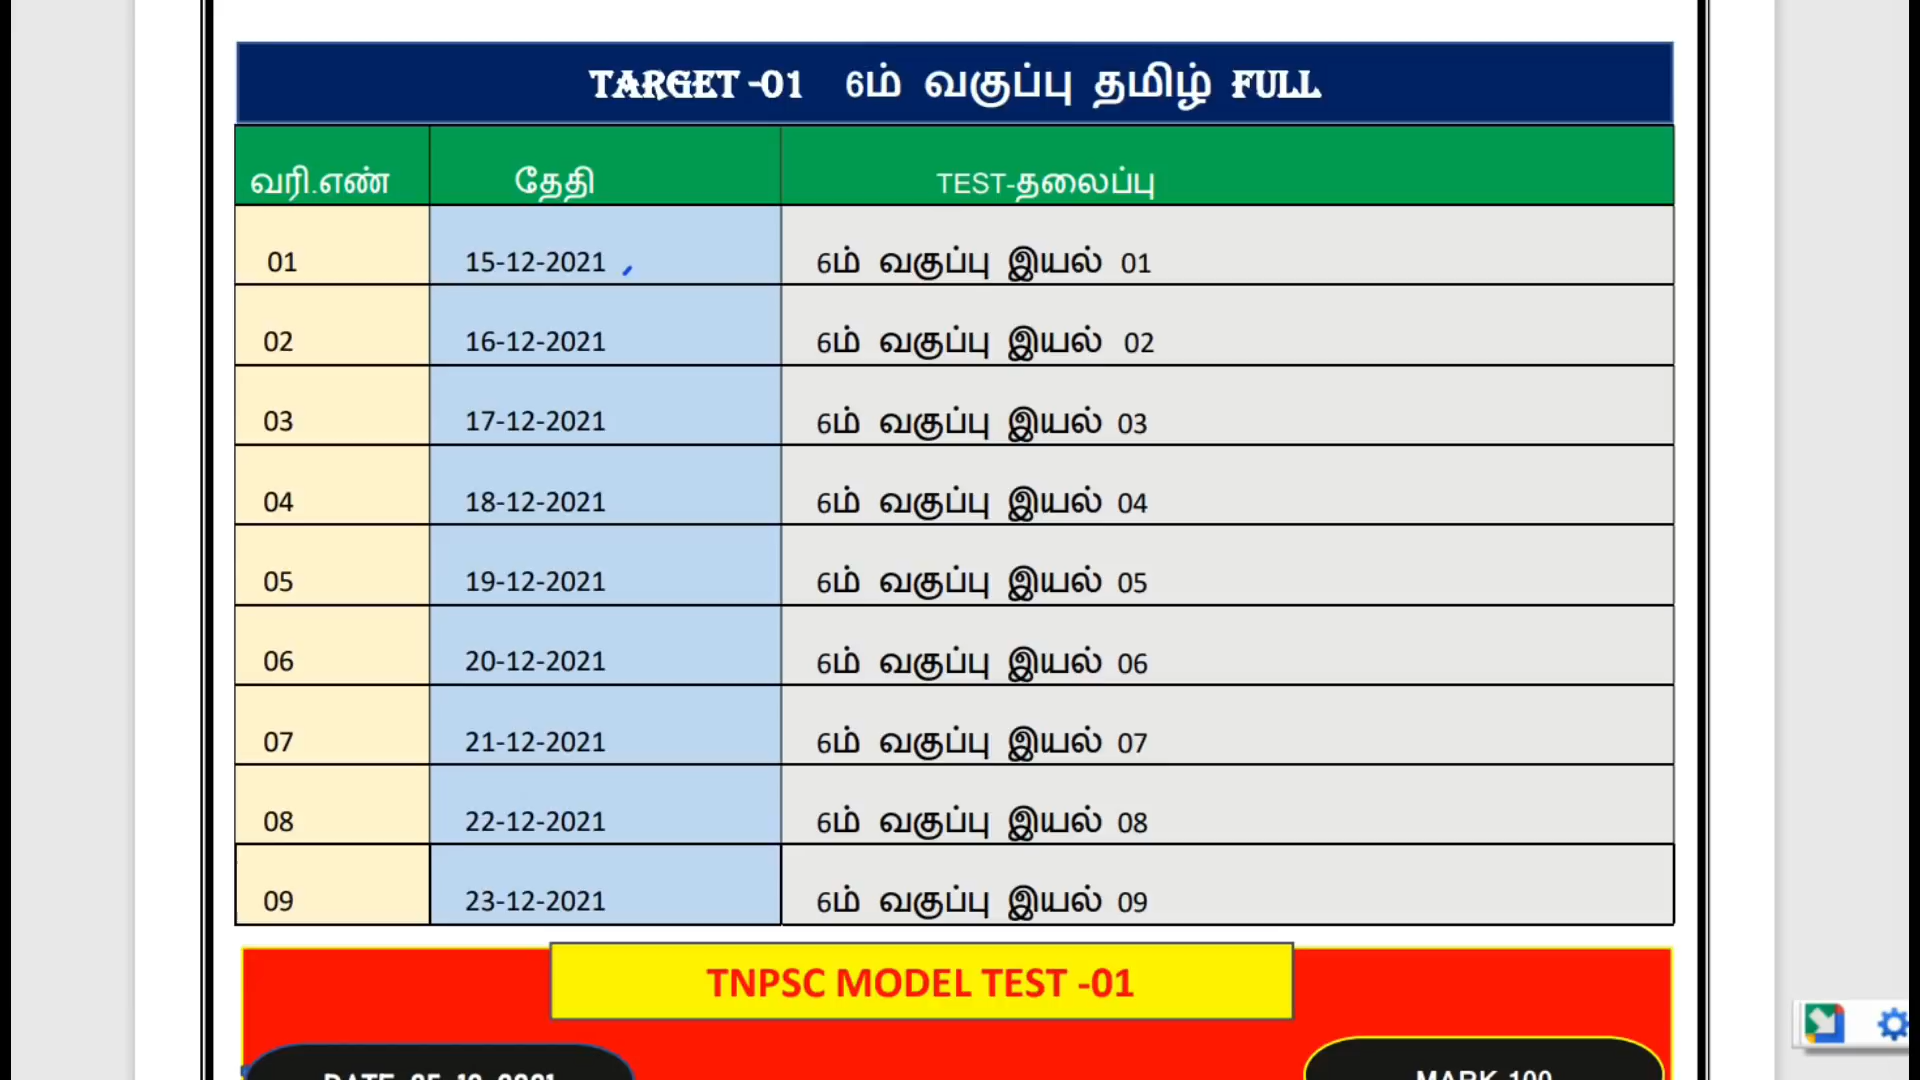 TARGET -01 6ம் வகுப்பு தமிழ் FULL
வரி.எண் தேதி TEST-தலைப்பு
01 15-12-2021 6ம் வகுப்பு இயல் 01
02 16-12-2021 6ம் வகுப்பு இயல் 02
03 17-12-2021 6ம் வகுப்பு இயல் 03
04 18-12-2021 6ம் வகுப்பு இயல் 04
05 19-12-2021 6ம் வகுப்பு இயல் 05
06 20-12-2021 6ம் வகுப்பு இயல் 06
07 21-12-2021 6ம் வகுப்பு இயல் 07
08 22-12-2021 6ம் வகுப்பு இயல் 08
09 23-12-2021 6ம் வகுப்பு இயல் 09
TNPSC MODEL TEST -01
MARK 100